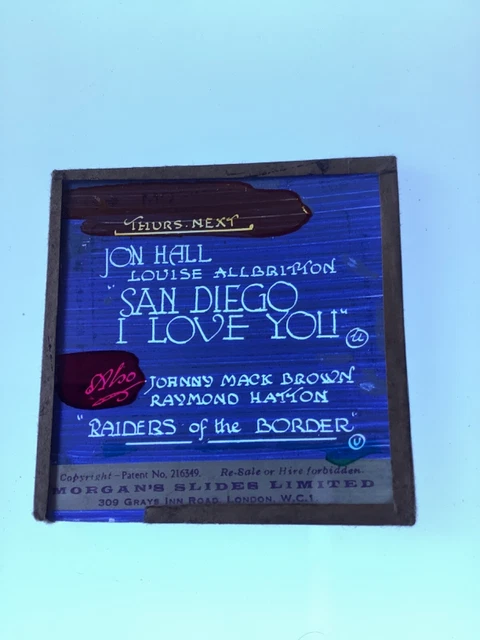 THURS. NEXT
JON HALL
LOUISE ALLBRITTON
"SAN DIEGO
I LOVE YOU" U
Also JOHNNY MACK BROWN
RAYMOND HATTON
"RAIDERS of the BORDER" U
Copyright – Patent No, 216349. Re-Sale or Hire forbidden.
MORGAN'S SLIDES LIMITED
309 GRAYS INN ROAD, LONDON, W.C.1